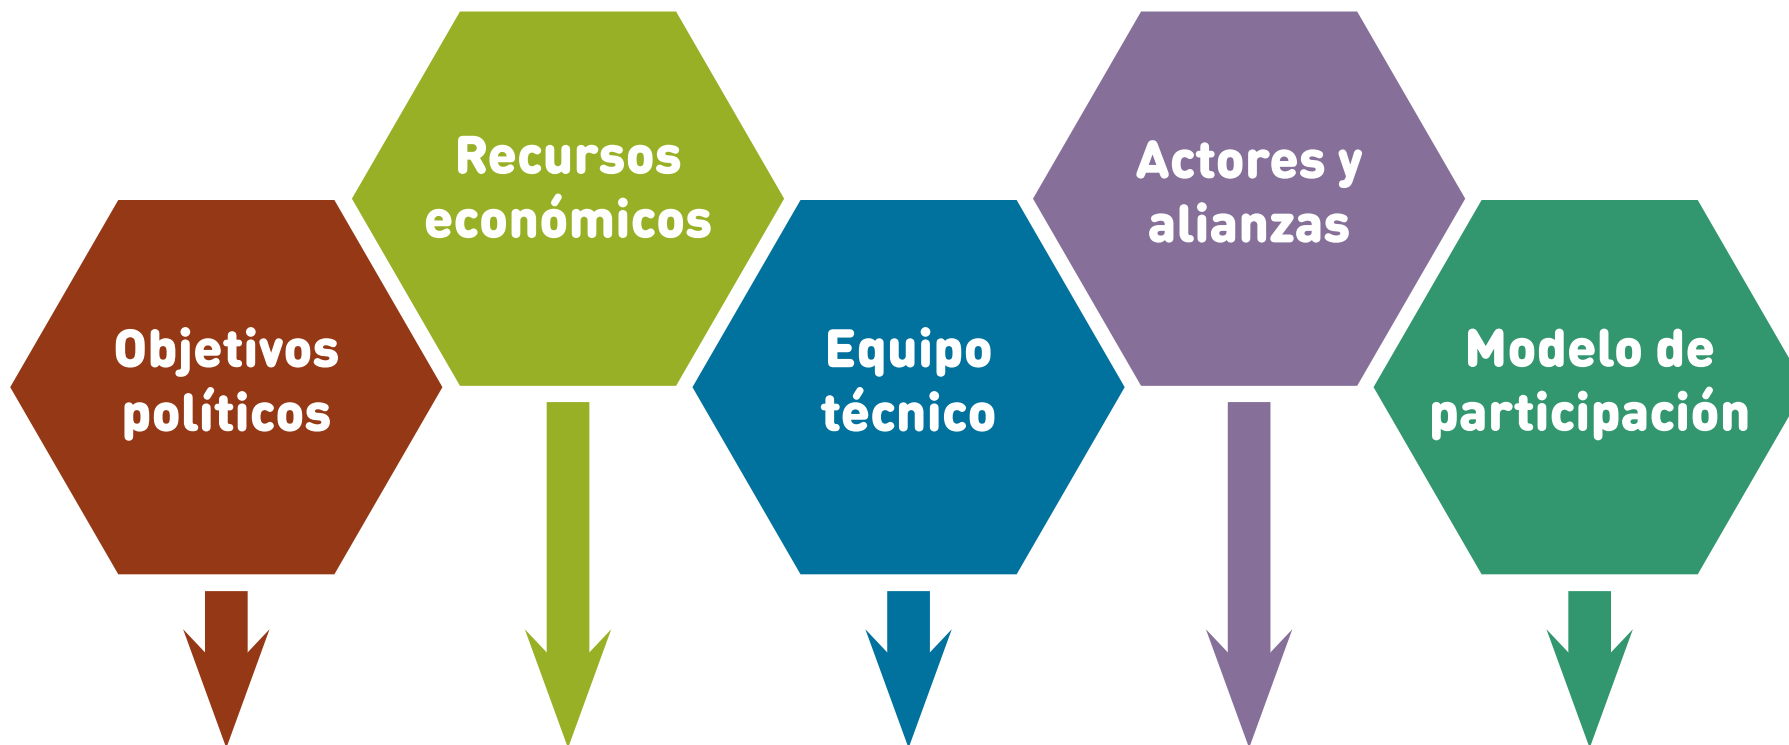 Objetivos
políticos
Recursos
económicos
Equipo
técnico
Actores y
alianzas
Modelo de
participación